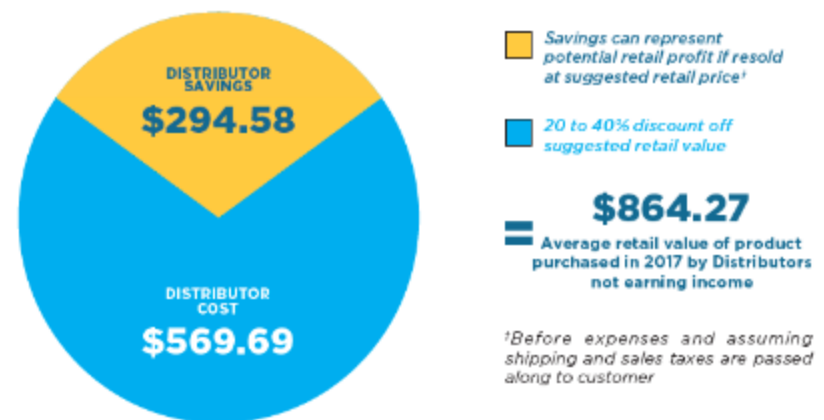 DISTRIBUTOR
SAVINGS
$294.58
DISTRIBUTOR
COST
$569.69
Savings can represent
potential retail profit if resold
at suggested retail price†
20 to 40% discount off
suggested retail value
=
$864.27
Average retail value of product
purchased in 2017 by Distributors
not earning income
†Before expenses and assuming
shipping and sales taxes are passed
along to customer